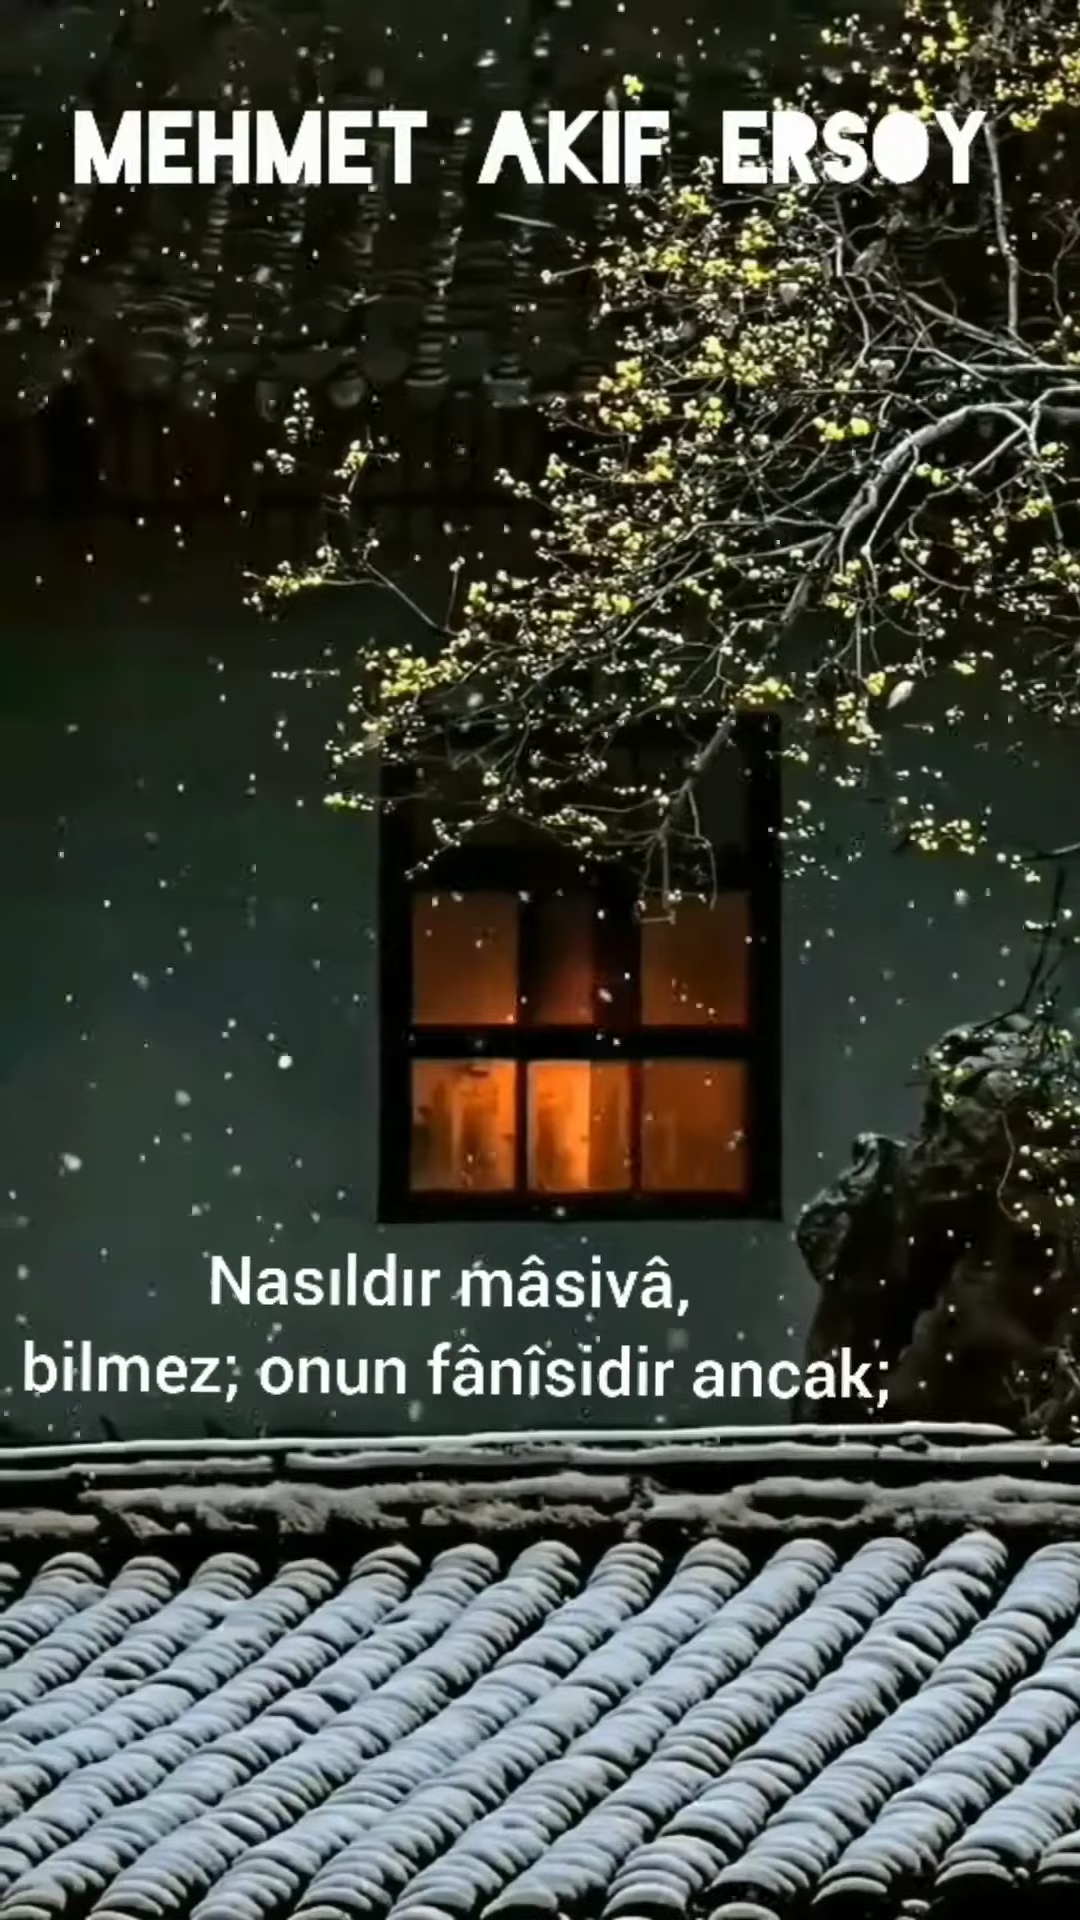 MEHMET AKIF ERSOY
Nasıldır mâsivâ,
bilmez; onun fânîsidir ancak;